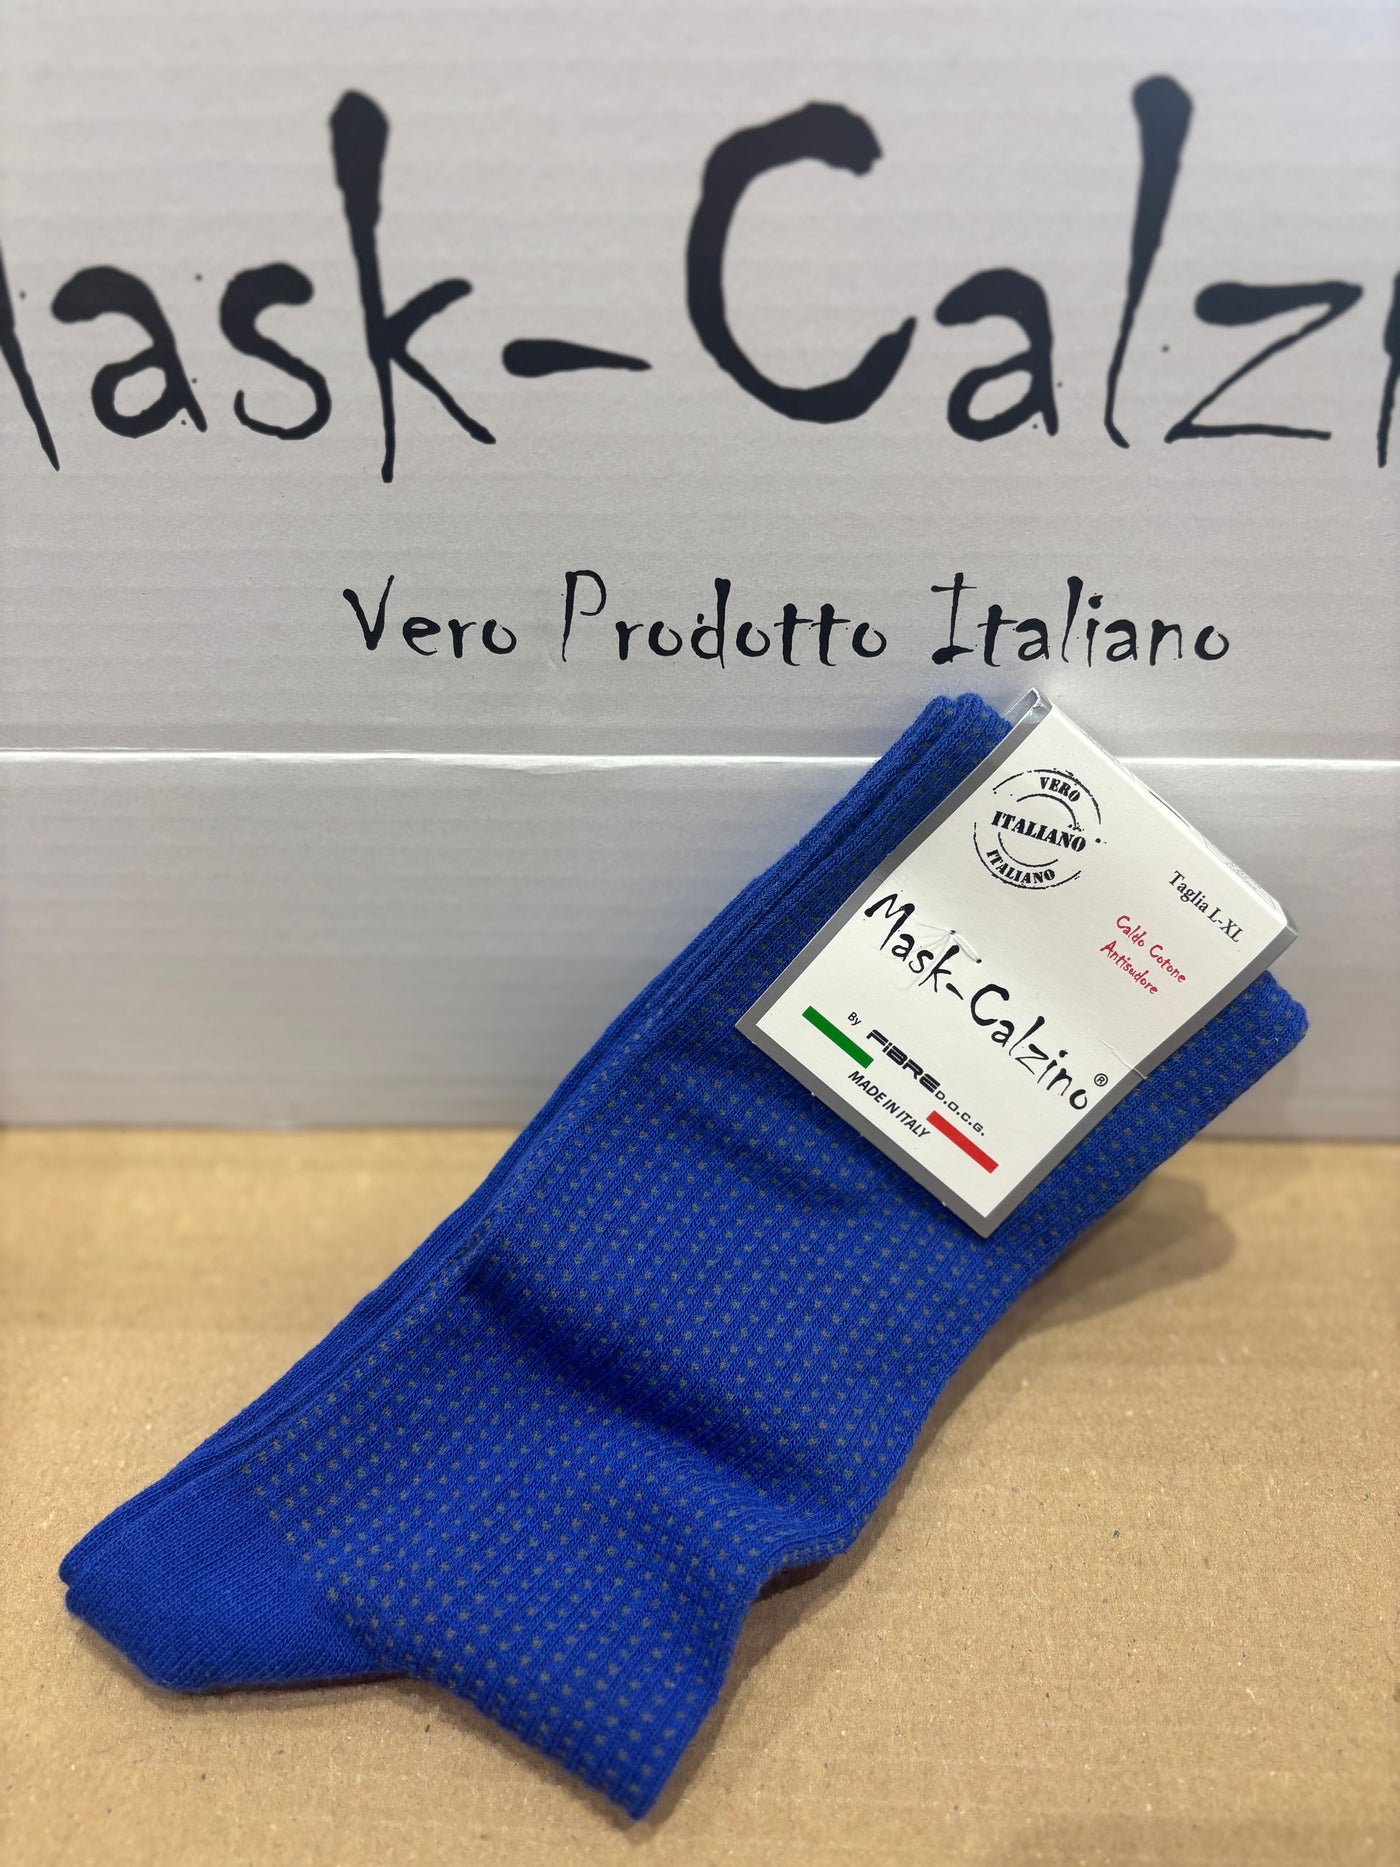 Mask-Calzi
Vero Prodotto Italiano
VERO
ITALIANO
ITALIANO
Taglia L-XL
Caldo Cotone
Antisudore
Mask-Calzino®
By FiBRE D.O.C.G.
MADE IN ITALY